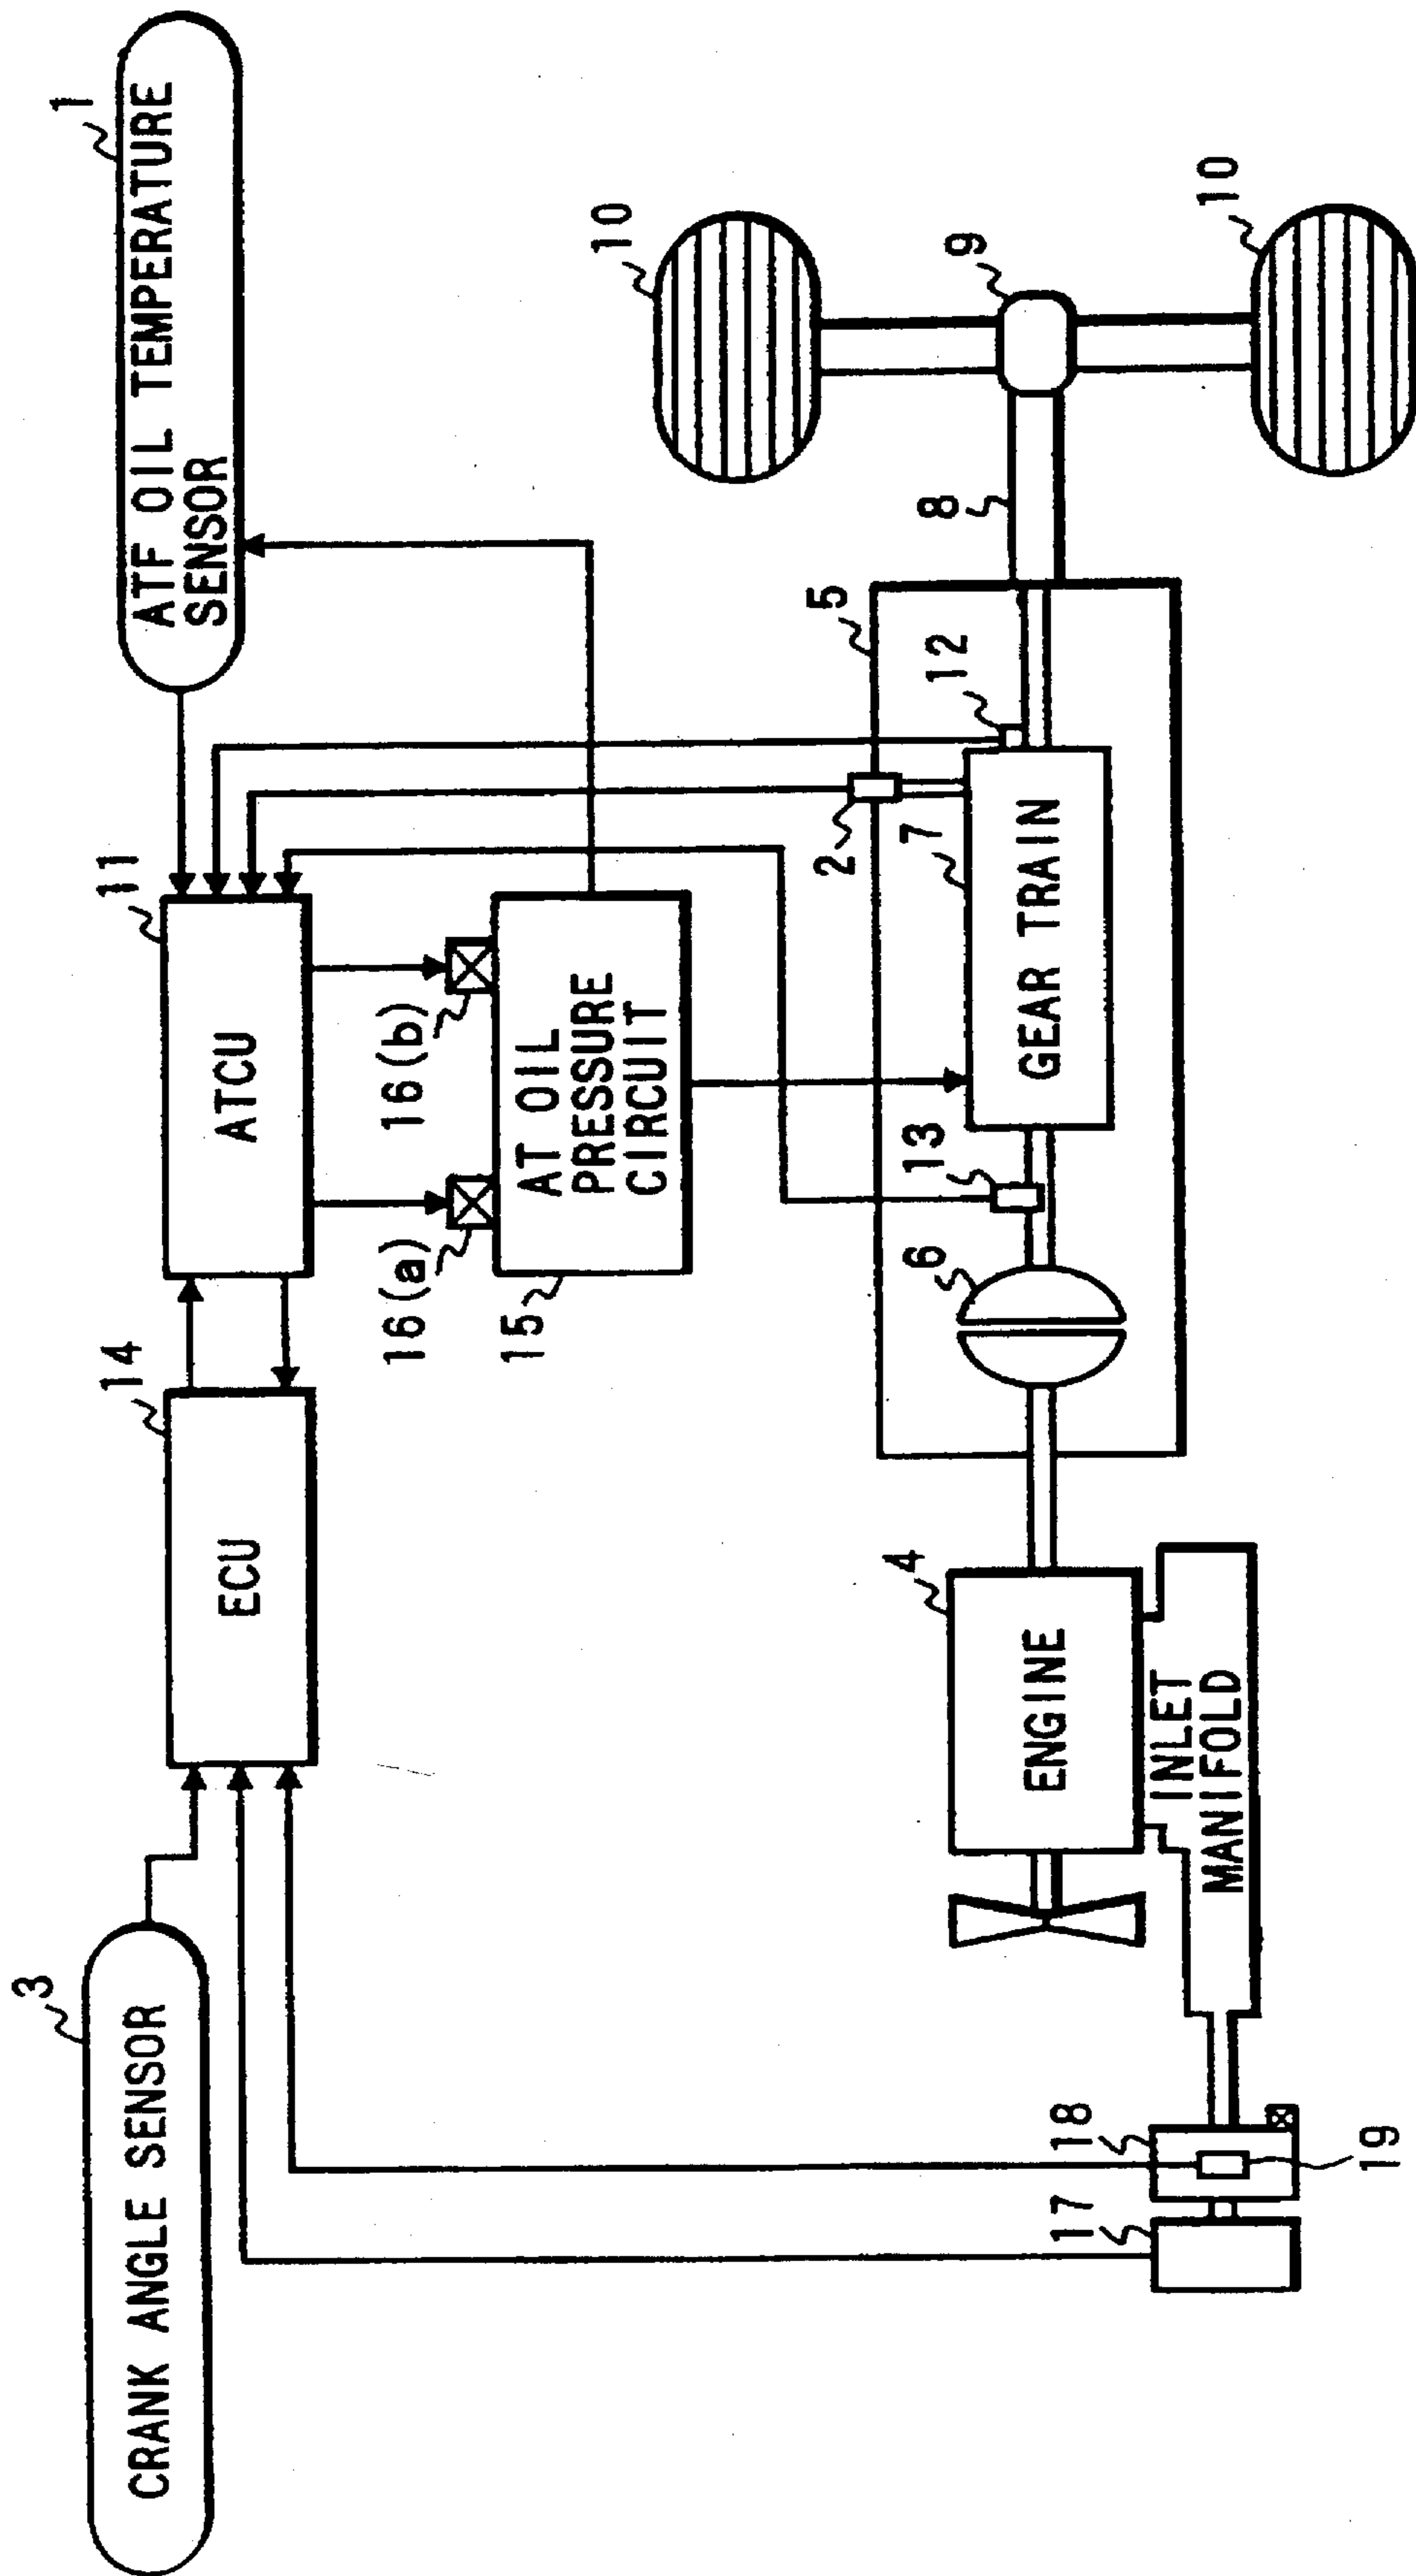 3
CRANK ANGLE SENSOR
14
ECU
11
ATCU
1
ATF OIL TEMPERATURE
SENSOR
16(a)
16(b)
15
AT OIL
PRESSURE
CIRCUIT
4
ENGINE
INLET
MANIFOLD
17
18
19
5
6
13
7
GEAR TRAIN
2
12
8
9
10
10